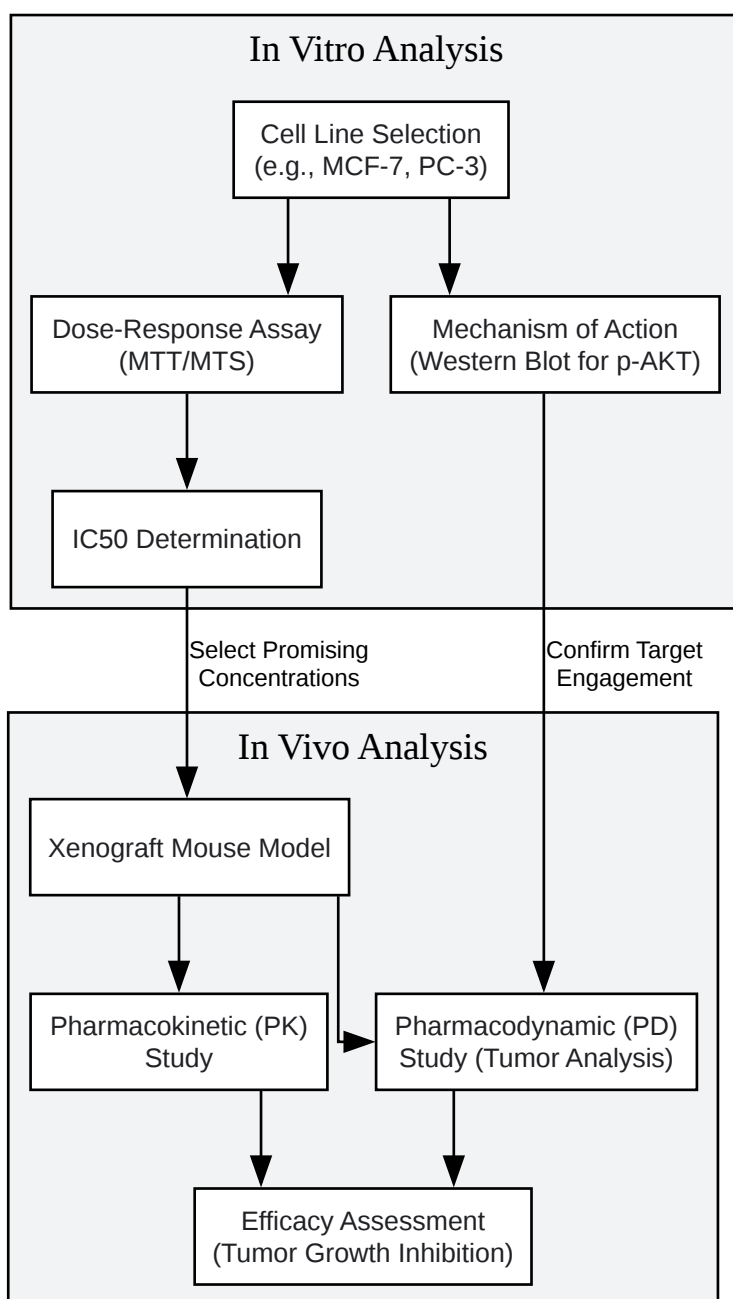 In Vitro Analysis
Cell Line Selection
(e.g., MCF-7, PC-3)
Dose-Response Assay
(MTT/MTS)
Mechanism of Action
(Western Blot for p-AKT)
IC50 Determination
Select Promising
Concentrations
Confirm Target
Engagement
In Vivo Analysis
Xenograft Mouse Model
Pharmacokinetic (PK)
Study
Pharmacodynamic (PD)
Study (Tumor Analysis)
Efficacy Assessment
(Tumor Growth Inhibition)